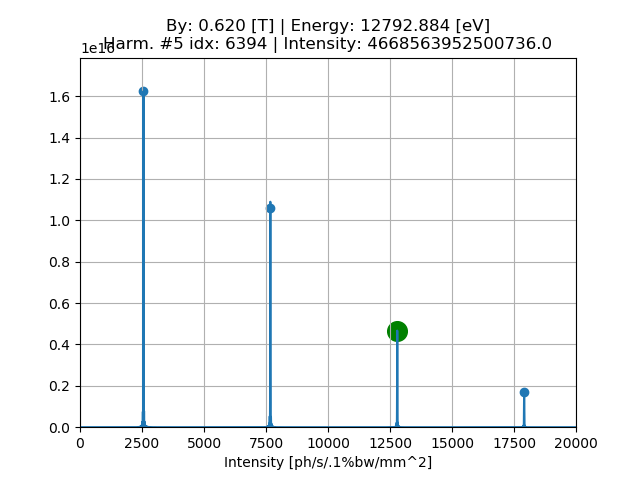 By: 0.620 [T] | Energy: 12792.884 [eV]
Harm. #5 idx: 6394 | Intensity: 4668563952500736.0
1e16
1.6
1.4
1.2
1.0
0.8
0.6
0.4
0.2
0.0
0 2500 5000 7500 10000 12500 15000 17500 20000
Intensity [ph/s/.1%bw/mm^2]